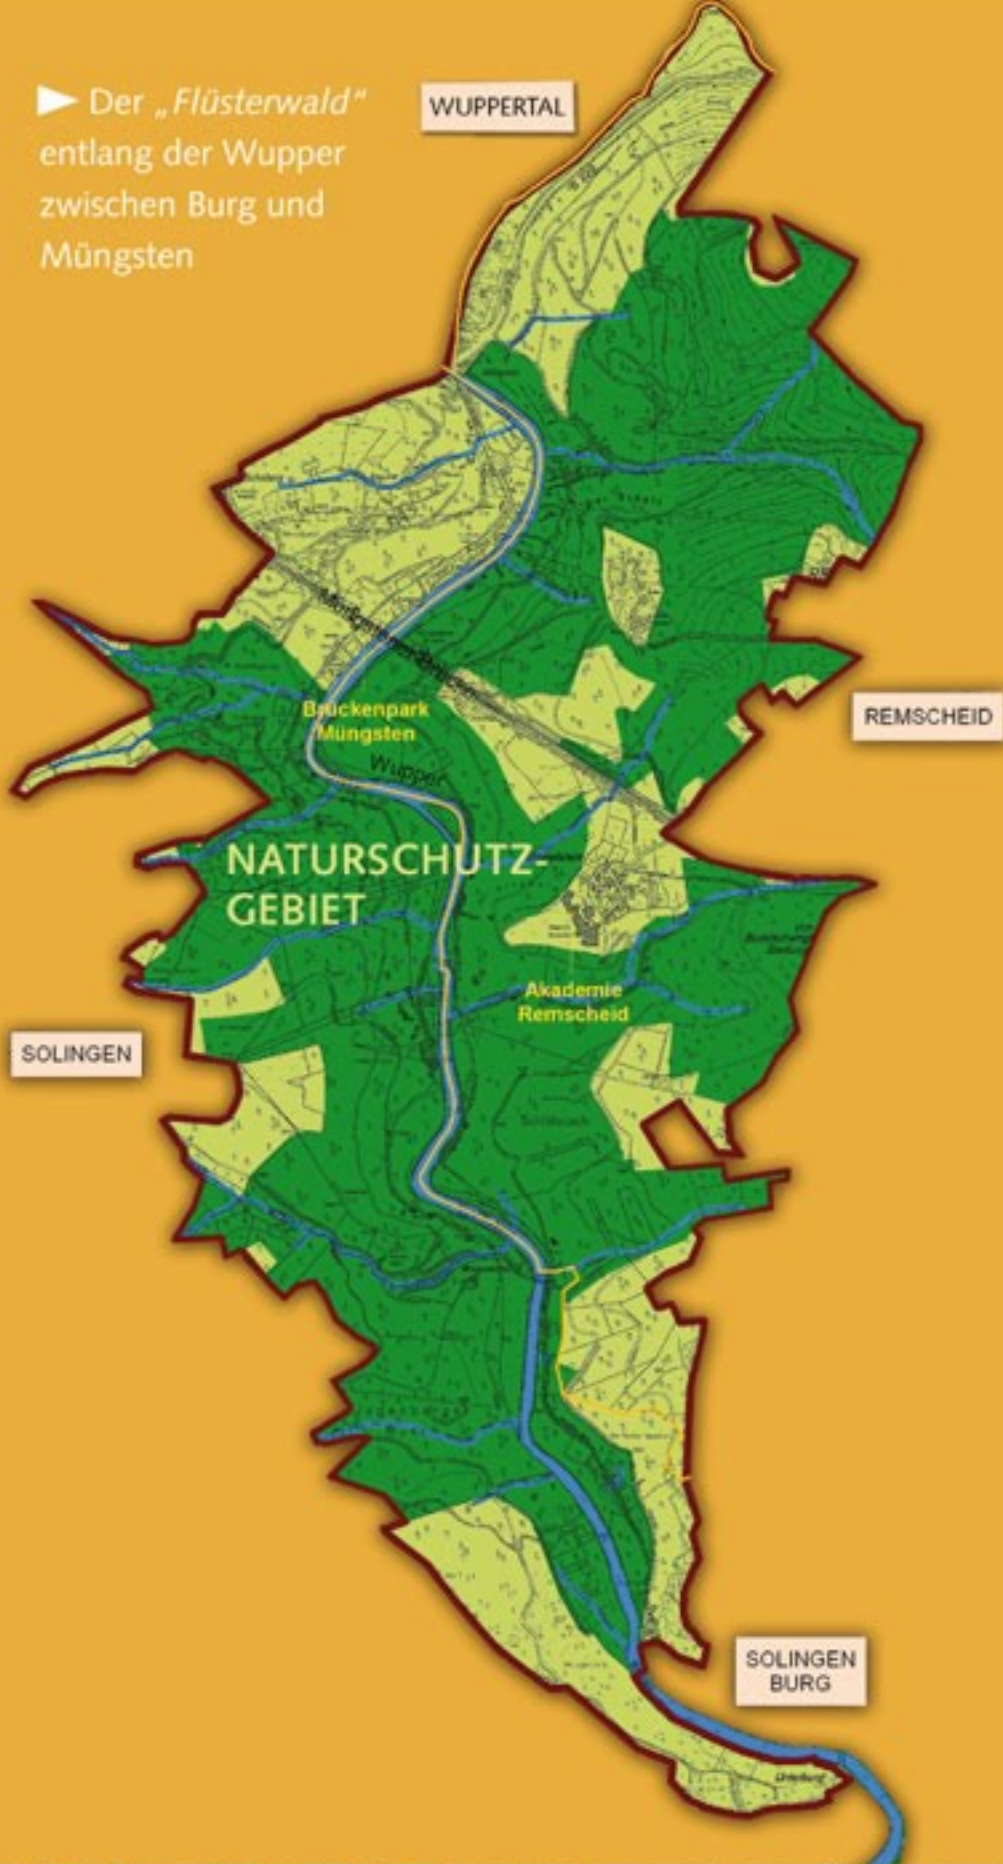 Der „Flüsterwald“
entlang der Wupper
zwischen Burg und
Müngsten
WUPPERTAL
REMSCHEID
Brückenpark
Müngsten
Wupper
NATURSCHUTZ-
GEBIET
Akademie
Remscheid
SOLINGEN
SOLINGEN
BURG
Unterburg